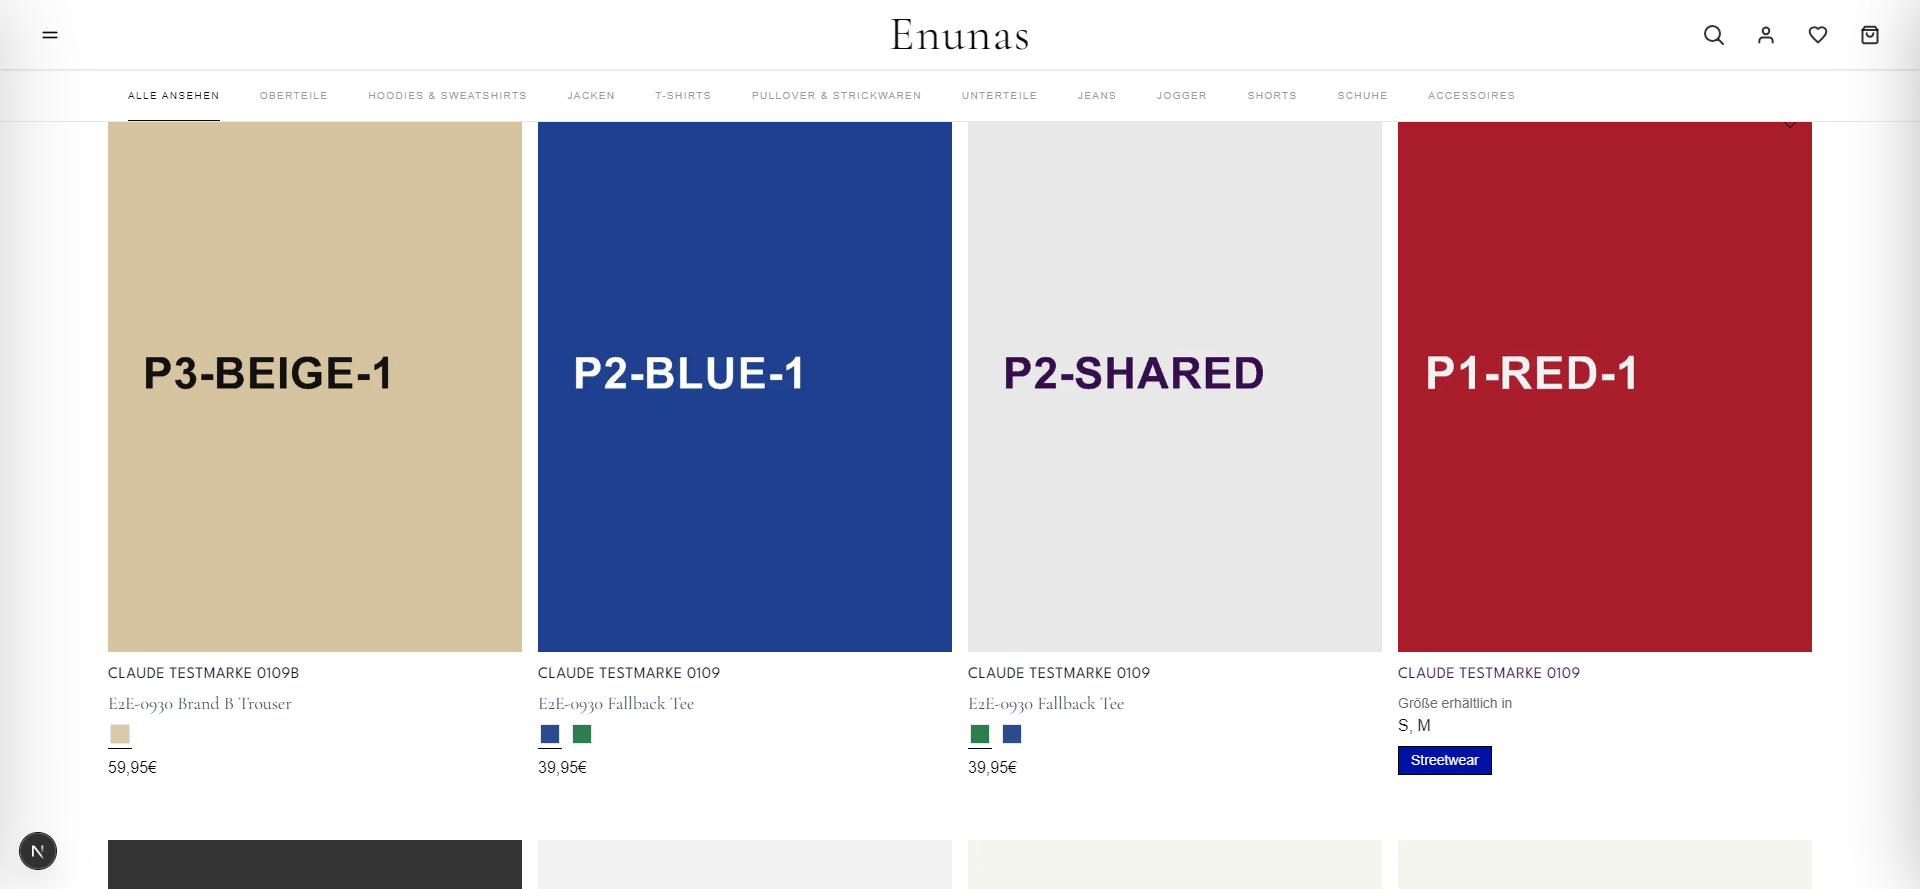 Enunas
ALLE ANSEHEN
OBERTEILE
HOODIES & SWEATSHIRTS
JACKEN
T-SHIRTS
PULLOVER & STRICKWAREN
UNTERTEILE
JEANS
JOGGER
SHORTS
SCHUHE
ACCESSOIRES
P3-BEIGE-1
P2-BLUE-1
P2-SHARED
P1-RED-1
CLAUDE TESTMARKE 0109B
E2E-0930 Brand B Trouser
59,95€
CLAUDE TESTMARKE 0109
E2E-0930 Fallback Tee
39,95€
CLAUDE TESTMARKE 0109
E2E-0930 Fallback Tee
39,95€
CLAUDE TESTMARKE 0109
Größe erhältlich in
S, M
Streetwear
N